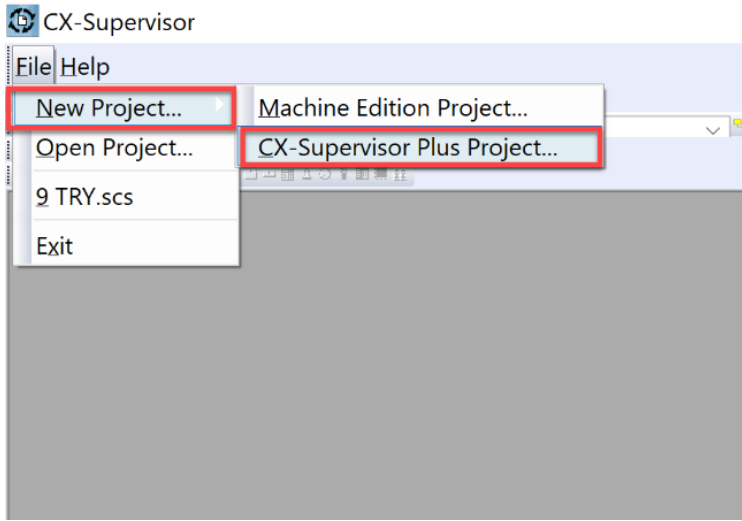 CX-Supervisor
File Help
New Project...
Machine Edition Project...
Open Project...
CX-Supervisor Plus Project...
9 TRY.scs
Exit